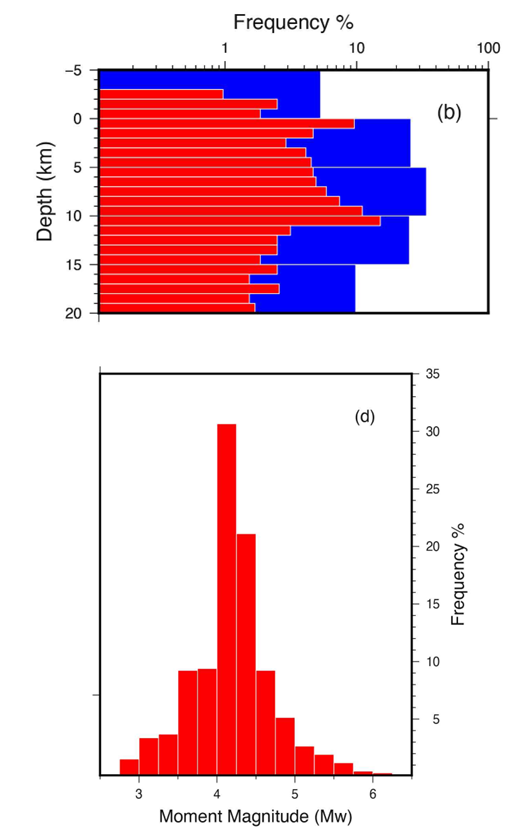 Frequency %
1 10 100
−5
(b)
0
5
10
15
20
Depth (km)
35
(d)
30
25
20
15
10
5
Frequency %
3 4 5 6
Moment Magnitude (Mw)